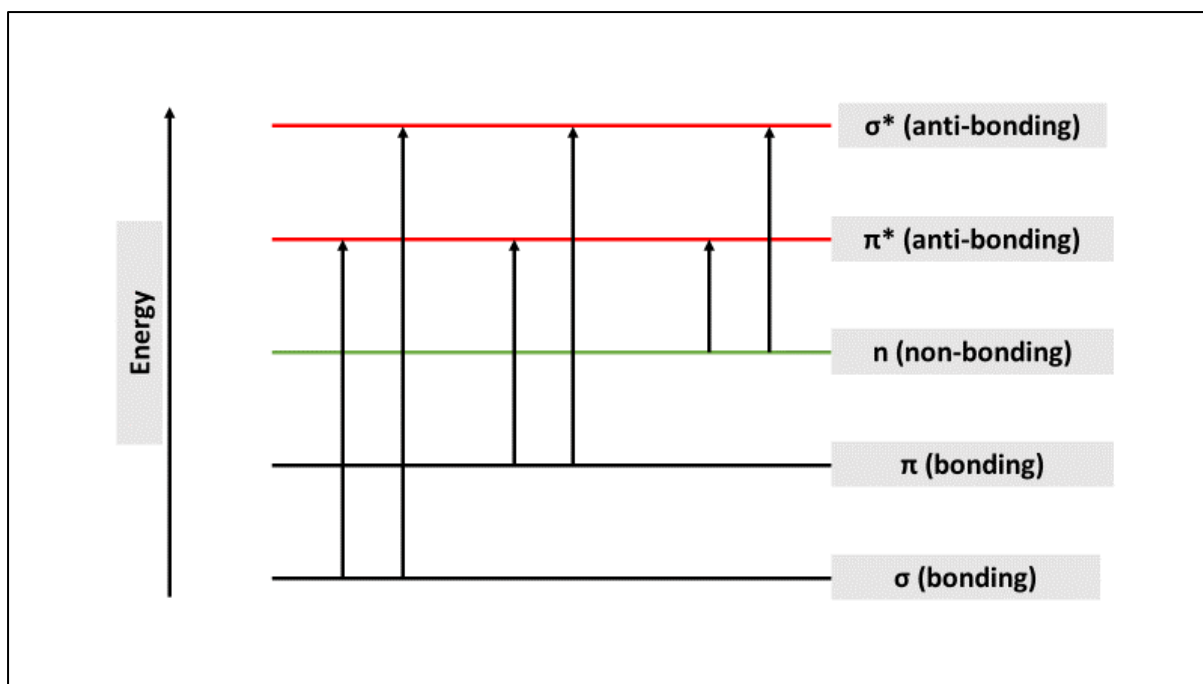 σ* (anti-bonding)
π* (anti-bonding)
Energy
n (non-bonding)
π (bonding)
σ (bonding)